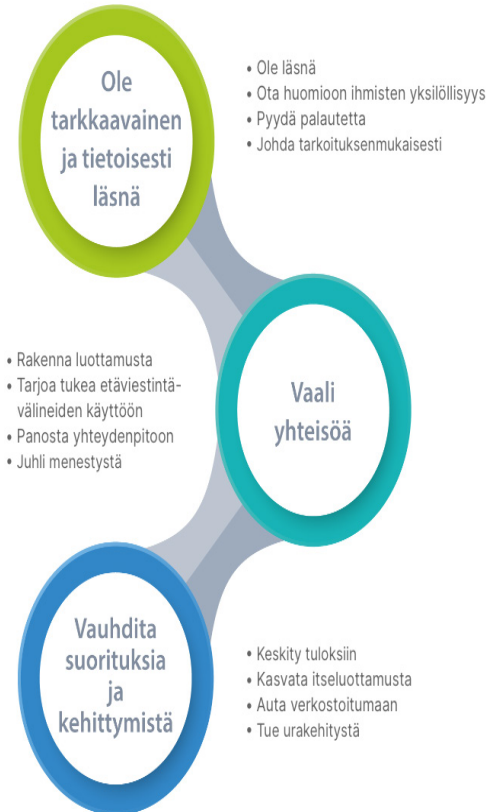 Ole
tarkkaavainen
ja tietoisesti
läsnä
• Ole läsnä
• Ota huomioon ihmisten yksilöllisyys
• Pyydä palautetta
• Johda tarkoituksenmukaisesti
Vaali
yhteisöä
• Rakenna luottamusta
• Tarjoa tukea etäviestintä-
välineiden käyttöön
• Panosta yhteydenpitoon
• Juhli menestystä
Vauhdita
suorituksia
ja
kehittymistä
• Keskity tuloksiin
• Kasvata itseluottamusta
• Auta verkostoitumaan
• Tue urakehitystä